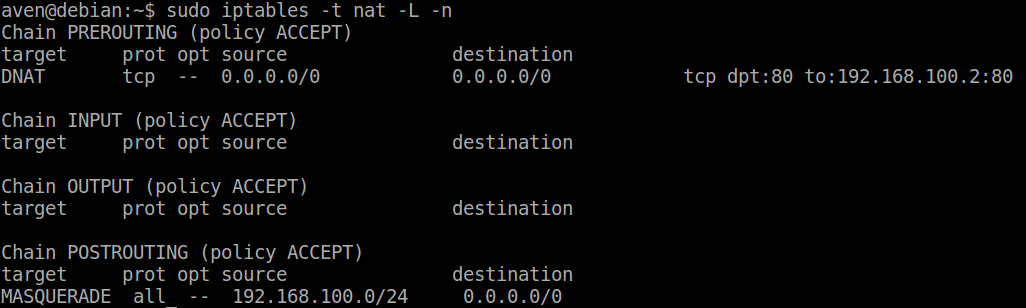 aven@debian:~$ sudo iptables -t nat -L -n
Chain PREROUTING (policy ACCEPT)
target     prot opt source               destination
DNAT       tcp  --  0.0.0.0/0            0.0.0.0/0            tcp dpt:80 to:192.168.100.2:80

Chain INPUT (policy ACCEPT)
target     prot opt source               destination

Chain OUTPUT (policy ACCEPT)
target     prot opt source               destination

Chain POSTROUTING (policy ACCEPT)
target     prot opt source               destination
MASQUERADE  all_ --  192.168.100.0/24     0.0.0.0/0